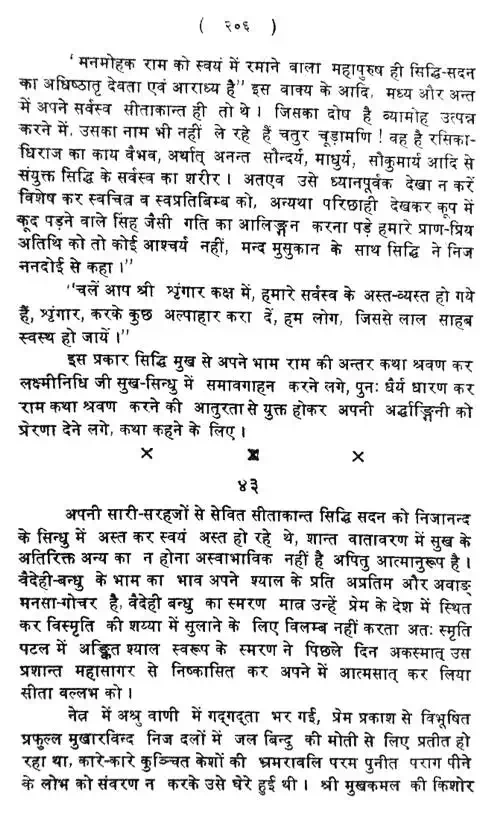 ( २०६ )
'मनमोहक राम को स्वयं में रमाने वाला महापुरुष ही सिद्धि-सदन
का अधिष्ठातृ देवता एवं आराध्य है" इस वाक्य के आदि, मध्य और अन्त
में अपने सर्वस्व सीताकान्त ही तो थे । जिसका दोष है व्यामोह उत्पन्न
करने में, उसका नाम भी नहीं ले रहे हैं चतुर चूड़ामणि ! वह है रसिका-
धिराज का काय वैभव, अर्थात् अनन्त सौन्दर्य, माधुर्य, सौकुमार्य आदि से
संयुक्त सिद्धि के सर्वस्व का शरीर । अतएव उसे ध्यानपूर्वक देखा न करें
विशेष कर स्वचित्र व स्वप्रतिबिम्ब को, अन्यथा परिछाही देखकर कूप में
कूद पड़ने वाले सिंह जैसी गति का आलिङ्गन करना पड़े हमारे प्राण-प्रिय
अतिथि को तो कोई आश्चर्य नहीं, मन्द मुसुकान के साथ सिद्धि ने निज
ननदोई से कहा ।"
"चलें आप श्री श्रृंगार कक्ष में, हमारे सर्वस्व के अस्त-व्यस्त हो गये
हैं, श्रृंगार, करके कुछ अल्पाहार करा दें, हम लोग, जिससे लाल साहब
स्वस्थ हो जायें ।"
इस प्रकार सिद्धि मुख से अपने भाम राम की अन्तर कथा श्रवण कर
लक्ष्मीनिधि जी सुख-सिन्धु में समावगाहन करने लगे, पुनः धैर्य धारण कर
राम कथा श्रवण करने की आतुरता से युक्त होकर अपनी अर्द्धाङ्गिनी को
प्रेरणा देने लगे, कथा कहने के लिए ।
× × ×
४३
अपनी सारी-सरहजों से सेवित सीताकान्त सिद्धि सदन को निजानन्द
के सिन्धु में अस्त कर स्वयं अस्त हो रहे थे, शान्त वातावरण में सुख के
अतिरिक्त अन्य का न होना अस्वाभाविक नहीं है अपितु आत्मानुरूप है ।
वैदेही-बन्धु के भाम का भाव अपने श्याल के प्रति अप्रतिम और अवाङ्
मनसा-गोचर है, वैदेही बन्धु का स्मरण मात्र उन्हें प्रेम के देश में स्थित
कर विस्मृति की शय्या में सुलाने के लिए विलम्ब नहीं करता अतः स्मृति
पटल में अङ्कित श्याल स्वरूप के स्मरण ने पिछले दिन अकस्मात् उस
प्रशान्त महासागर से निष्कासित कर अपने में आत्मसात् कर लिया
सीता बल्लभ को ।
नेत्र में अश्रु वाणी में गद्गद्ता भर गई, प्रेम प्रकाश से विभूषित
प्रफुल्ल मुखारविन्द निज दलों में जल बिन्दु की मोती से लिए प्रतीत हो
रहा था, कारे-कारे कुञ्चित केशों की भ्रमरावलि परम पुनीत पराग पीने
के लोभ को संवरण न करके उसे घेरे हुई थी । श्री मुखकमल की किशोर